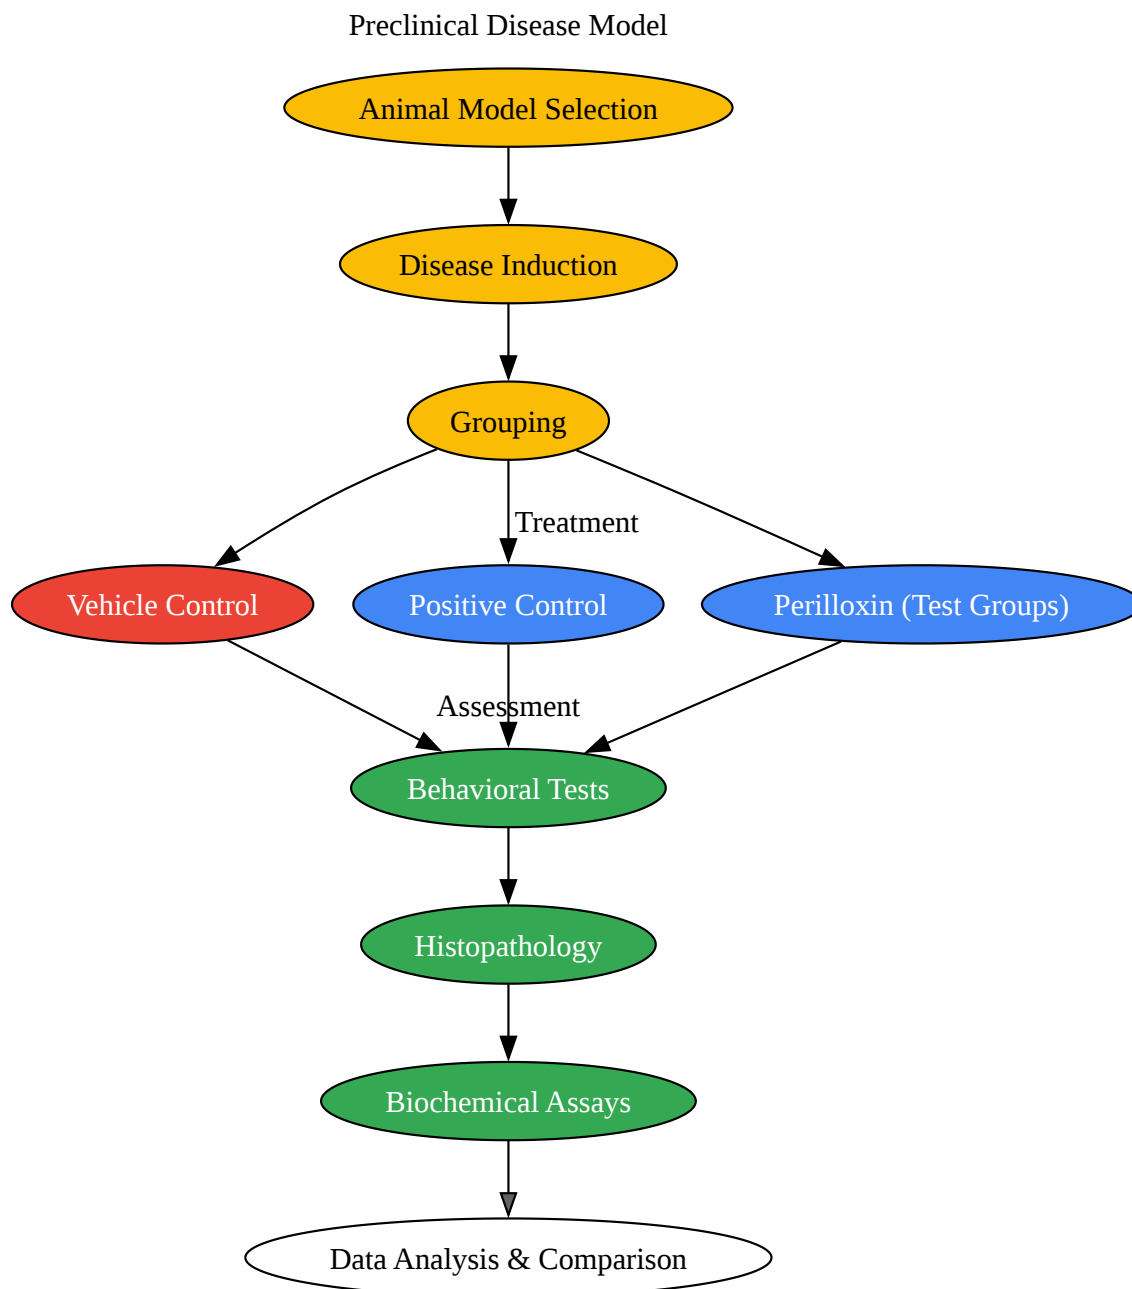 Preclinical Disease Model
Animal Model Selection
Disease Induction
Grouping
Treatment
Vehicle Control
Positive Control
Perilloxin (Test Groups)
Assessment
Behavioral Tests
Histopathology
Biochemical Assays
Data Analysis & Comparison